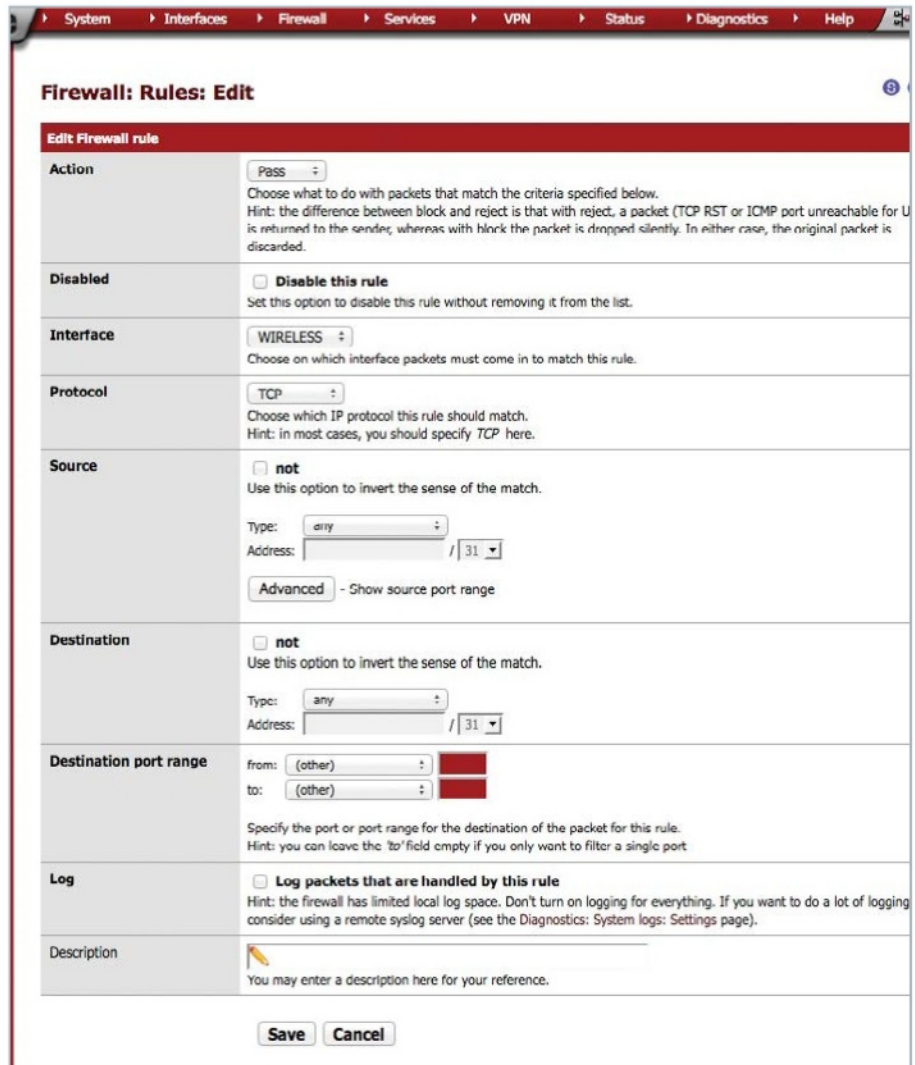 System Interfaces Firewall Services VPN Status Diagnostics Help
Firewall: Rules: Edit
Edit Firewall rule
Action
Pass
Choose what to do with packets that match the criteria specified below.
Hint: the difference between block and reject is that with reject, a packet (TCP RST or ICMP port unreachable for U
is returned to the sender, whereas with block the packet is dropped silently. In either case, the original packet is
discarded.
Disabled
Disable this rule
Set this option to disable this rule without removing it from the list.
Interface
WIRELESS
Choose on which interface packets must come in to match this rule.
Protocol
TCP
Choose which IP protocol this rule should match.
Hint: in most cases, you should specify TCP here.
Source
not
Use this option to invert the sense of the match.
Type: any
Address: / 31
Advanced - Show source port range
Destination
not
Use this option to invert the sense of the match.
Type: any
Address: / 31
Destination port range
from: (other)
to: (other)
Specify the port or port range for the destination of the packet for this rule.
Hint: you can leave the 'to' field empty if you only want to filter a single port
Log
Log packets that are handled by this rule
Hint: the firewall has limited local log space. Don't turn on logging for everything. If you want to do a lot of logging
consider using a remote syslog server (see the Diagnostics: System logs: Settings page).
Description
You may enter a description here for your reference.
Save Cancel